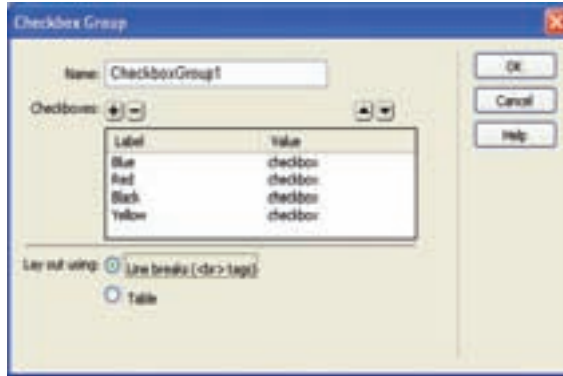 Checkbox Group
Name: CheckboxGroup1
OK
Checkboxes:
Cancel
Help
Label Value
Blue checkbox
Red checkbox
Black checkbox
Yellow checkbox
Lay out using: Line breaks (<br> tags)
Table